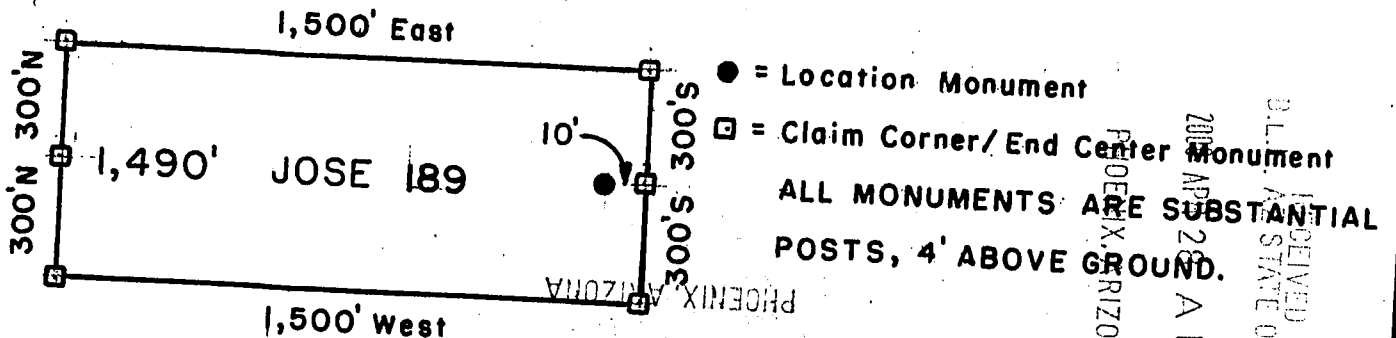 1,500' East
300'N 300'N
1,490' JOSE 189
10'
300'S 300'S
1,500' West
● = Location Monument
⊡ = Claim Corner/End Center Monument
ALL MONUMENTS ARE SUBSTANTIAL
POSTS, 4' ABOVE GROUND.
PHOENIX, ARIZONA